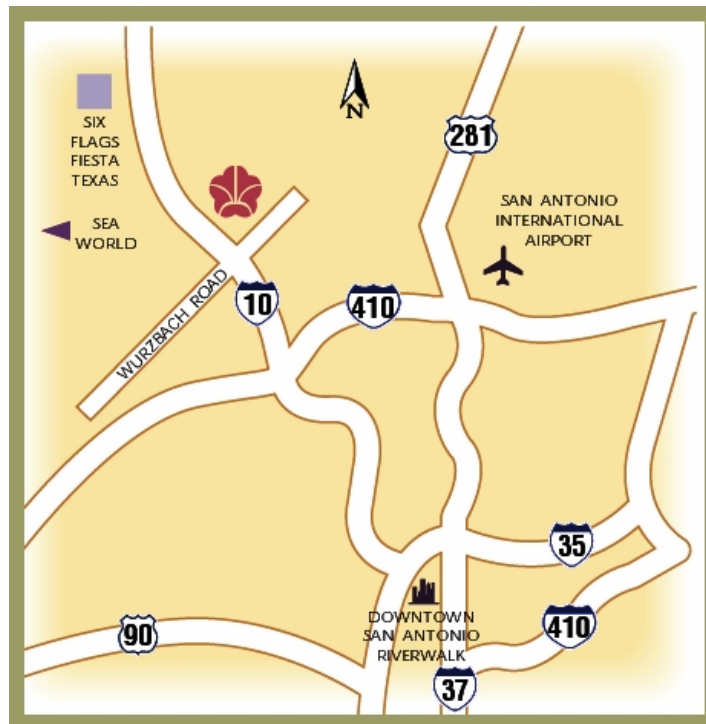 SIX
FLAGS
FIESTA
TEXAS
N
281
SAN ANTONIO
INTERNATIONAL
AIRPORT
SEA
WORLD
WURZBACH ROAD
10
410
35
90
DOWNTOWN
SAN ANTONIO
RIVERWALK
410
37